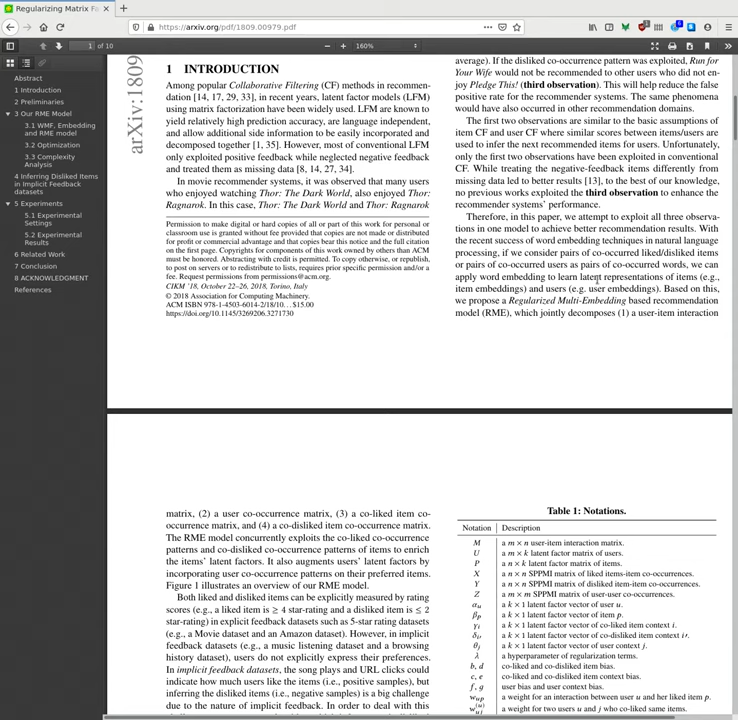 Regularizing Matrix Fa
https://arxiv.org/pdf/1809.00979.pdf
1 of 10
160%
Abstract
1 Introduction
2 Preliminaries
3 Our RME Model
3.1 WMF, Embedding
and RME model
3.2 Optimization
3.3 Complexity
Analysis
4 Inferring Disliked Items
in Implicit Feedback
datasets
5 Experiments
5.1 Experimental
Settings
5.2 Experimental
Results
6 Related Work
7 Conclusion
8 ACKNOWLEDGMENT
References
arXiv:1809
1 INTRODUCTION
Among popular Collaborative Filtering (CF) methods in recommen-
dation [14, 17, 29, 33], in recent years, latent factor models (LFM)
using matrix factorization have been widely used. LFM are known to
yield relatively high prediction accuracy, are language independent,
and allow additional side information to be easily incorporated and
decomposed together [1, 35]. However, most of conventional LFM
only exploited positive feedback while neglected negative feedback
and treated them as missing data [8, 14, 27, 34].
In movie recommender systems, it was observed that many users
who enjoyed watching Thor: The Dark World, also enjoyed Thor:
Ragnarok. In this case, Thor: The Dark World and Thor: Ragnarok
Permission to make digital or hard copies of all or part of this work for personal or
classroom use is granted without fee provided that copies are not made or distributed
for profit or commercial advantage and that copies bear this notice and the full citation
on the first page. Copyrights for components of this work owned by others than ACM
must be honored. Abstracting with credit is permitted. To copy otherwise, or republish,
to post on servers or to redistribute to lists, requires prior specific permission and/or a
fee. Request permissions from permissions@acm.org.
CIKM '18, October 22–26, 2018, Torino, Italy
© 2018 Association for Computing Machinery.
ACM ISBN 978-1-4503-6014-2/18/10...$15.00
https://doi.org/10.1145/3269206.3271730
average). If the disliked co-occurrence pattern was exploited, Run for
Your Wife would not be recommended to other users who did not en-
joy Pledge This! (third observation). This will help reduce the false
positive rate for the recommender systems. The same phenomena
would have also occurred in other recommendation domains.
The first two observations are similar to the basic assumptions of
item CF and user CF where similar scores between items/users are
used to infer the next recommended items for users. Unfortunately,
only the first two observations have been exploited in conventional
CF. While treating the negative-feedback items differently from
missing data led to better results [13], to the best of our knowledge,
no previous works exploited the third observation to enhance the
recommender systems' performance.
Therefore, in this paper, we attempt to exploit all three observa-
tions in one model to achieve better recommendation results. With
the recent success of word embedding techniques in natural language
processing, if we consider pairs of co-occurred liked/disliked items
or pairs of co-occurred users as pairs of co-occurred words, we can
apply word embedding to learn latent representations of items (e.g.,
item embeddings) and users (e.g. user embeddings). Based on this,
we propose a Regularized Multi-Embedding based recommendation
model (RME), which jointly decomposes (1) a user-item interaction
matrix, (2) a user co-occurrence matrix, (3) a co-liked item co-
occurrence matrix, and (4) a co-disliked item co-occurrence matrix.
The RME model concurrently exploits the co-liked co-occurrence
patterns and co-disliked co-occurrence patterns of items to enrich
the items' latent factors. It also augments users' latent factors by
incorporating user co-occurrence patterns on their preferred items.
Figure 1 illustrates an overview of our RME model.
Both liked and disliked items can be explicitly measured by rating
scores (e.g., a liked item is ≥ 4 star-rating and a disliked item is ≤ 2
star-rating) in explicit feedback datasets such as 5-star rating datasets
(e.g., a Movie dataset and an Amazon dataset). However, in implicit
feedback datasets (e.g., a music listening dataset and a browsing
history dataset), users do not explicitly express their preferences.
In implicit feedback datasets, the song plays and URL clicks could
indicate how much users like the items (i.e., positive samples), but
inferring the disliked items (i.e., negative samples) is a big challenge
due to the nature of implicit feedback. In order to deal with this
Table 1: Notations.
Notation Description
M a m × n user-item interaction matrix.
U a m × k latent factor matrix of users.
P a n × k latent factor matrix of items.
X a n × n SPPMI matrix of liked items-item co-occurrences.
Y a n × n SPPMI matrix of disliked item-item co-occurrences.
Z a m × m SPPMI matrix of user-user co-occurrences.
αu a k × 1 latent factor vector of user u.
βp a k × 1 latent factor vector of item p.
γi a k × 1 latent factor vector of co-liked item context i.
δi′ a k × 1 latent factor vector of co-disliked item context i′.
θj a k × 1 latent factor vector of user context j.
λ a hyperparameter of regularization terms.
b, d co-liked and co-disliked item bias.
c, e co-liked and co-disliked item context bias.
f, g user bias and user context bias.
wup a weight for an interaction between user u and her liked item p.
w(u)uj a weight for two users u and j who co-liked same items.